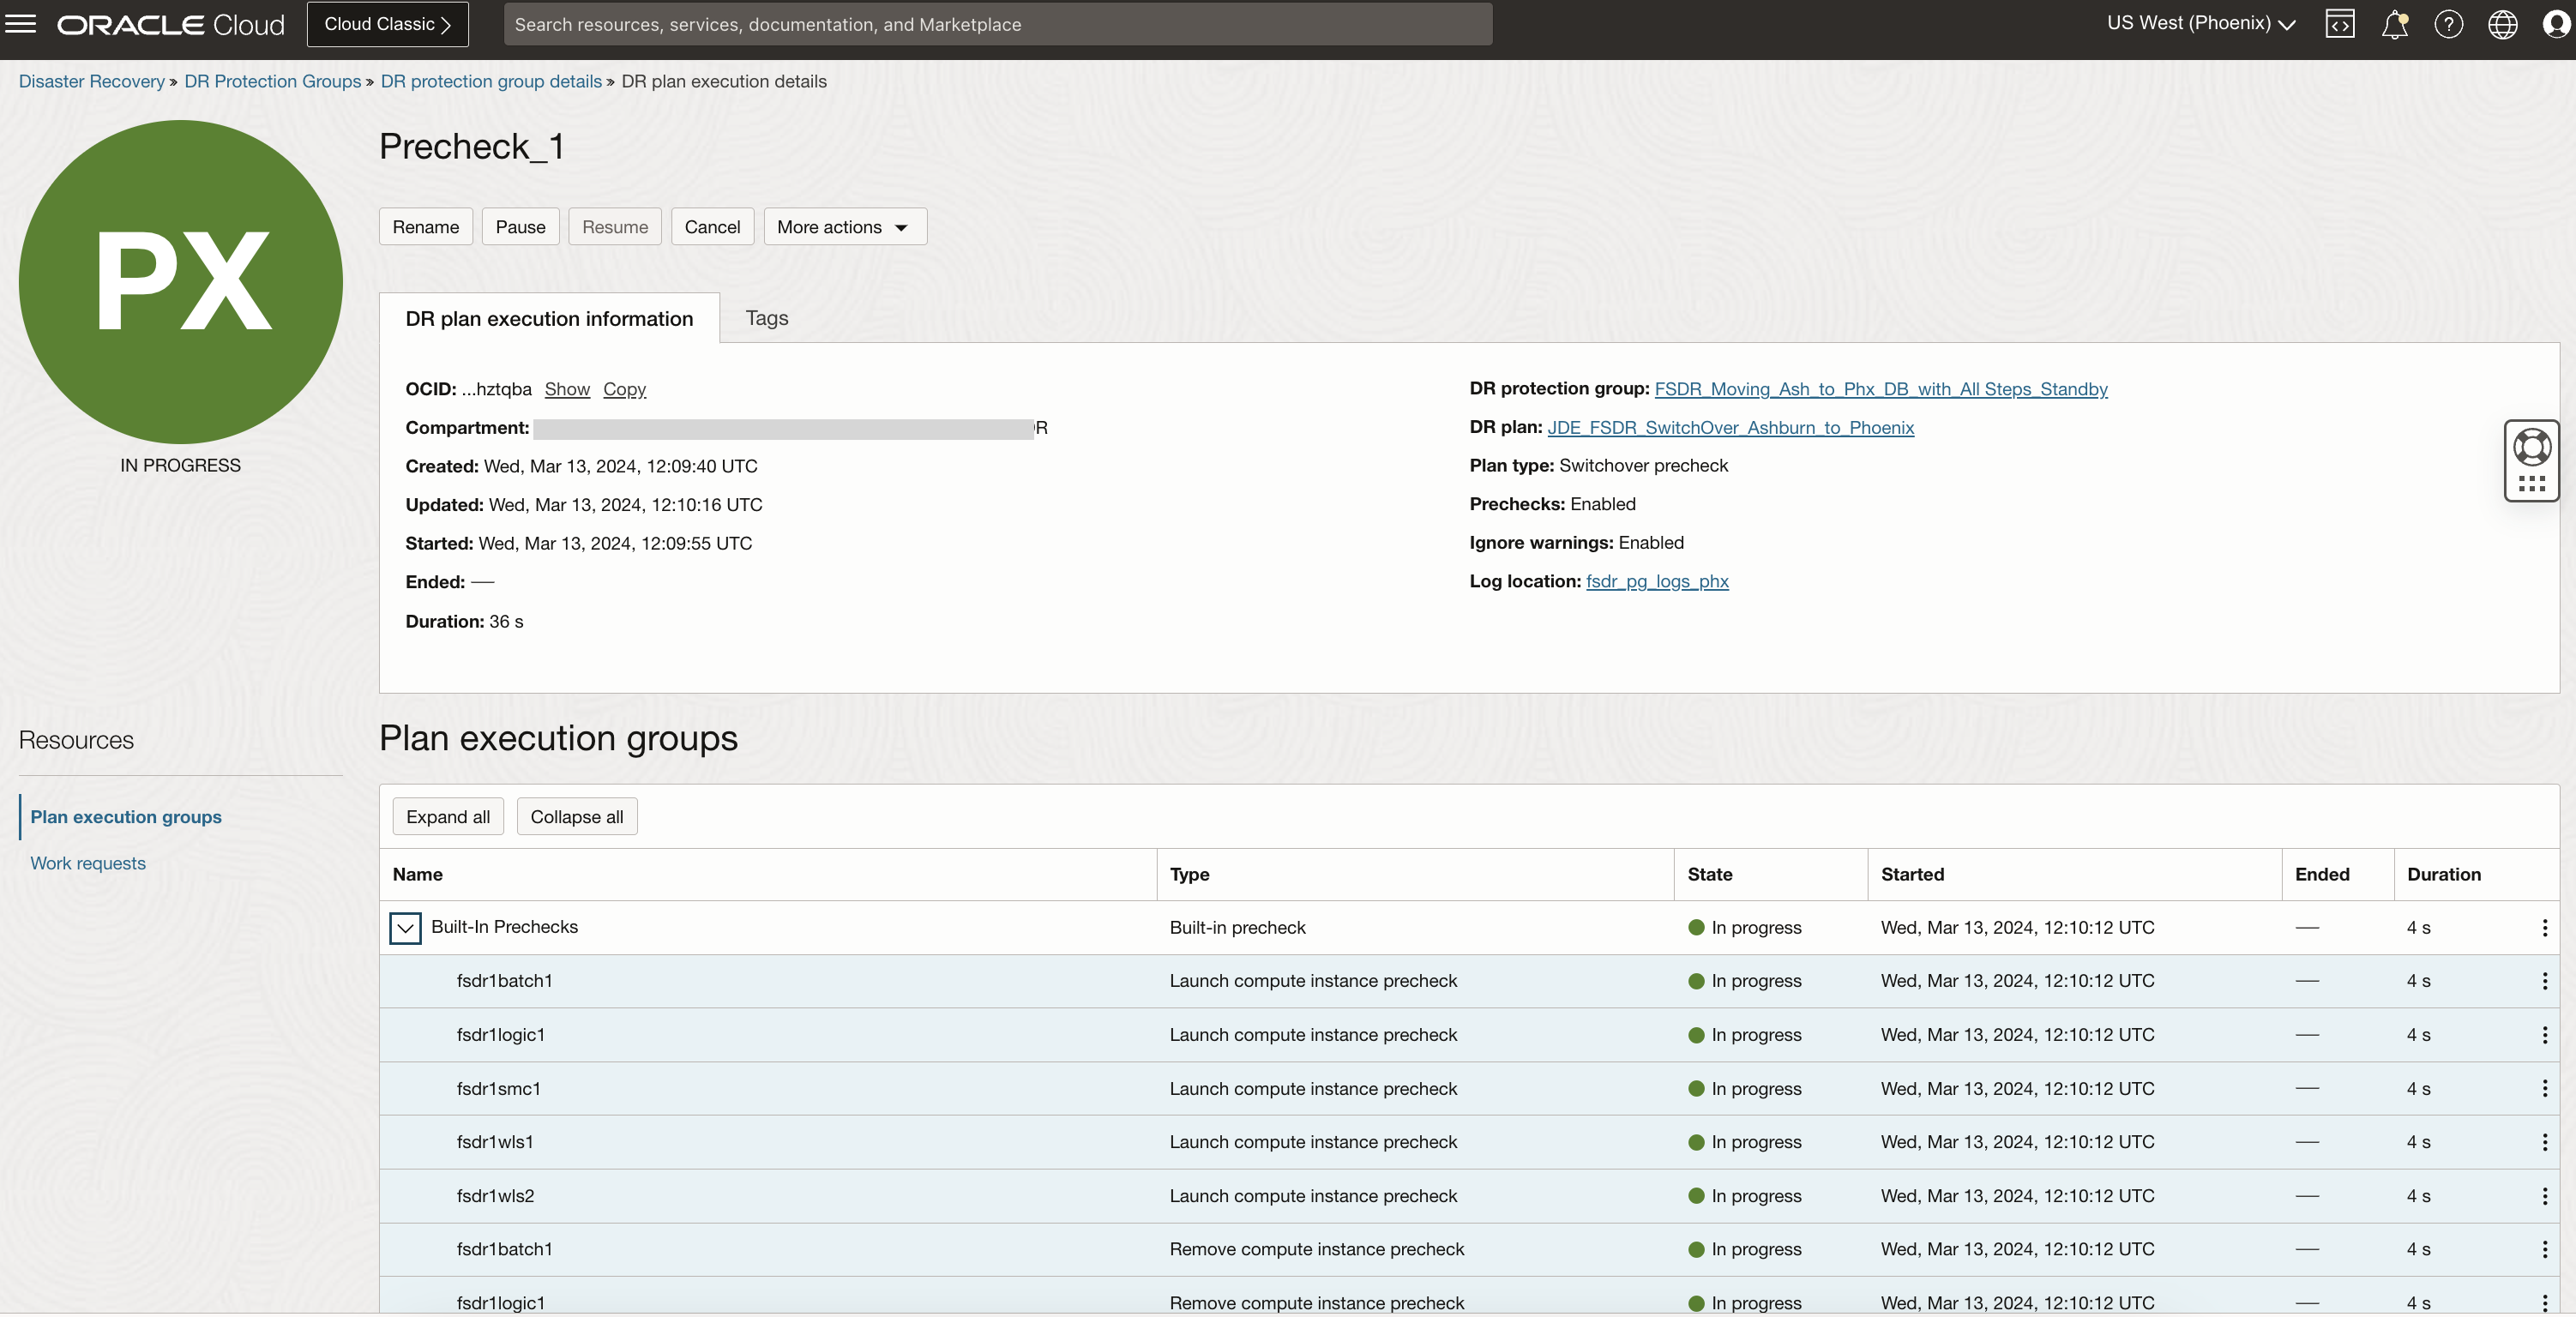 ORACLE Cloud
Cloud Classic
Search resources, services, documentation, and Marketplace
US West (Phoenix)
Disaster Recovery » DR Protection Groups » DR protection group details » DR plan execution details
PX
IN PROGRESS
Precheck_1
Rename Pause Resume Cancel More actions
DR plan execution information Tags
OCID: ...hztqba Show Copy
Compartment: R
Created: Wed, Mar 13, 2024, 12:09:40 UTC
Updated: Wed, Mar 13, 2024, 12:10:16 UTC
Started: Wed, Mar 13, 2024, 12:09:55 UTC
Ended: —
Duration: 36 s
DR protection group: FSDR_Moving_Ash_to_Phx_DB_with_All Steps_Standby
DR plan: JDE_FSDR_SwitchOver_Ashburn_to_Phoenix
Plan type: Switchover precheck
Prechecks: Enabled
Ignore warnings: Enabled
Log location: fsdr_pg_logs_phx
Resources
Plan execution groups
Work requests
Plan execution groups
Expand all Collapse all
Name Type State Started Ended Duration
Built-In Prechecks Built-in precheck In progress Wed, Mar 13, 2024, 12:10:12 UTC — 4 s
fsdr1batch1 Launch compute instance precheck In progress Wed, Mar 13, 2024, 12:10:12 UTC — 4 s
fsdr1logic1 Launch compute instance precheck In progress Wed, Mar 13, 2024, 12:10:12 UTC — 4 s
fsdr1smc1 Launch compute instance precheck In progress Wed, Mar 13, 2024, 12:10:12 UTC — 4 s
fsdr1wls1 Launch compute instance precheck In progress Wed, Mar 13, 2024, 12:10:12 UTC — 4 s
fsdr1wls2 Launch compute instance precheck In progress Wed, Mar 13, 2024, 12:10:12 UTC — 4 s
fsdr1batch1 Remove compute instance precheck In progress Wed, Mar 13, 2024, 12:10:12 UTC — 4 s
fsdr1logic1 Remove compute instance precheck In progress Wed, Mar 13, 2024, 12:10:12 UTC — 4 s